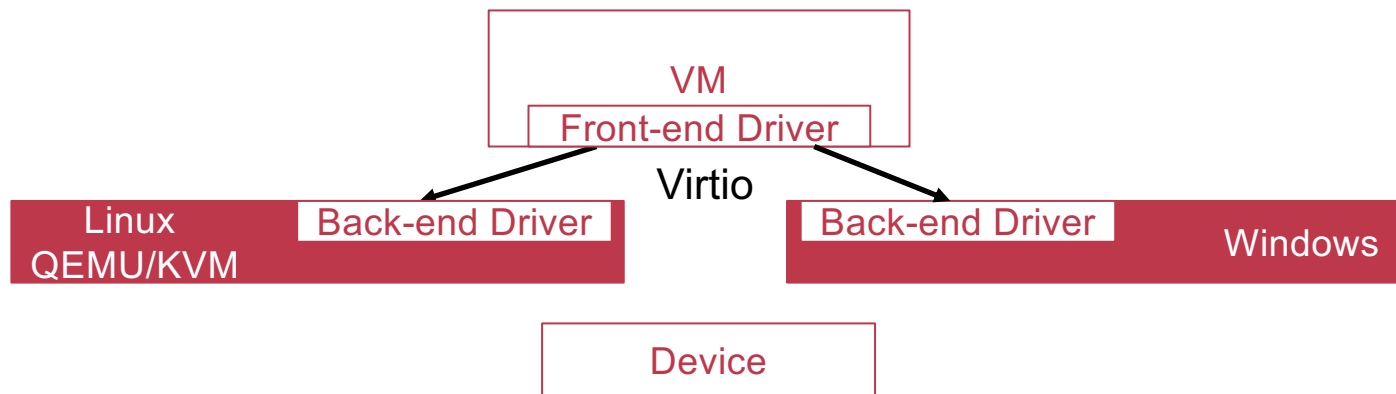 VM
Front-end Driver
Virtio
Linux
QEMU/KVM
Back-end Driver
Back-end Driver
Windows
Device